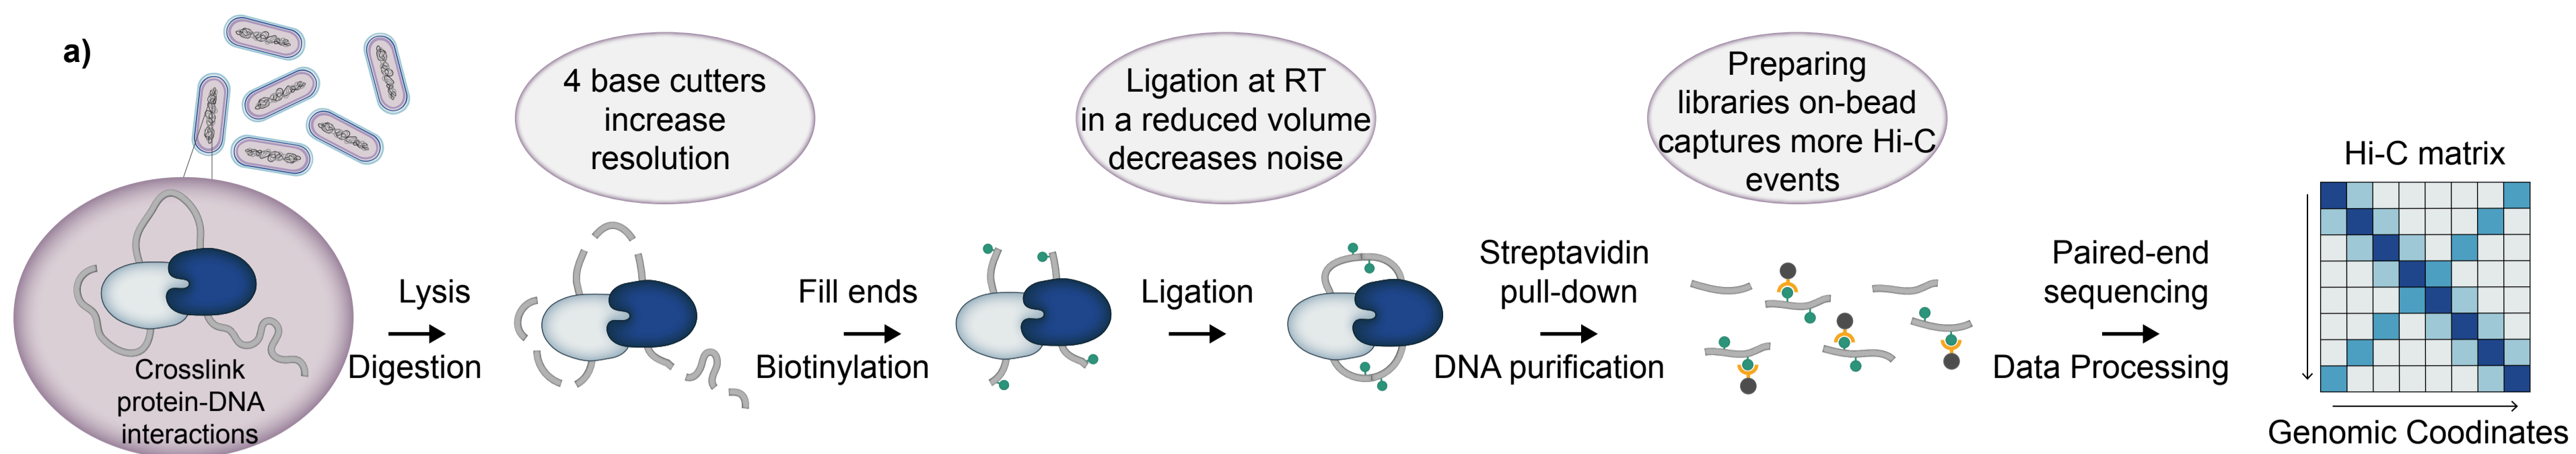 a)
Crosslink
protein-DNA
interactions
Lysis
Digestion
4 base cutters
increase
resolution
Fill ends
Biotinylation
Ligation at RT
in a reduced volume
decreases noise
Ligation
Streptavidin
pull-down
DNA purification
Preparing
libraries on-bead
captures more Hi-C
events
Paired-end
sequencing
Data Processing
Hi-C matrix
Genomic Coodinates